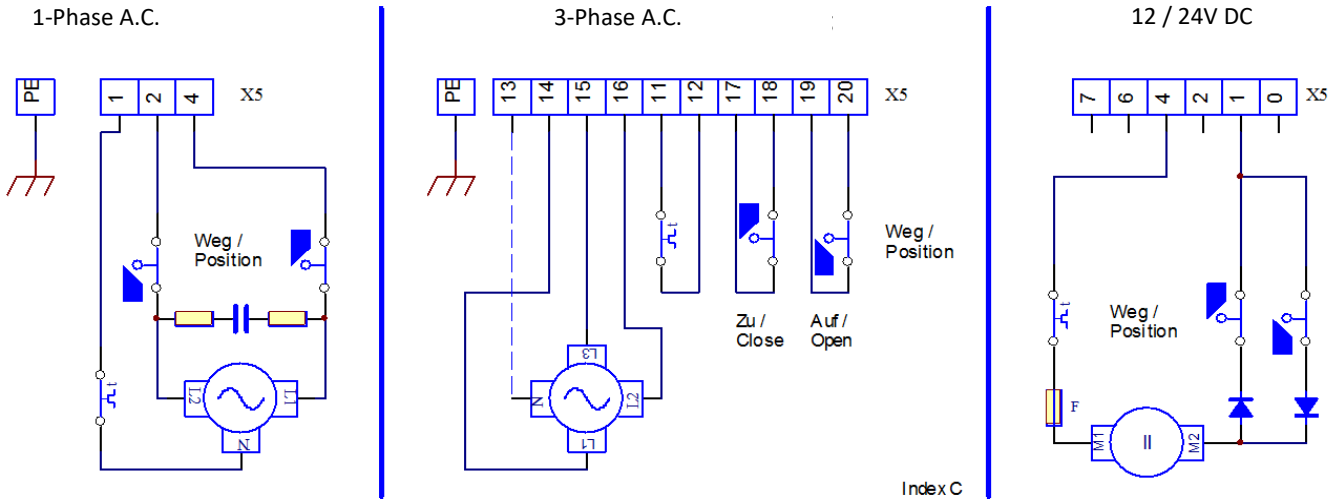 1-Phase A.C.
PE
1 2 4 X5
Weg /
Position
t
L2 L1
N
3-Phase A.C.
PE
13 14 15 16 11 12 17 18 19 20 X5
t
Weg /
Position
Zu /
Close
Auf /
Open
L3
N L2
L1
Index C
12 / 24V DC
7 6 4 2 1 0 X5
t
Weg /
Position
F
M1 II M2